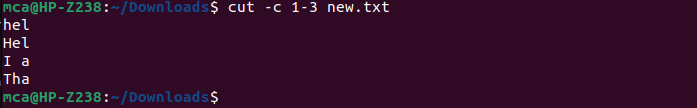 mca@HP-Z238:~/Downloads$ cut -c 1-3 new.txt
hel
Hel
I a
Tha
mca@HP-Z238:~/Downloads$